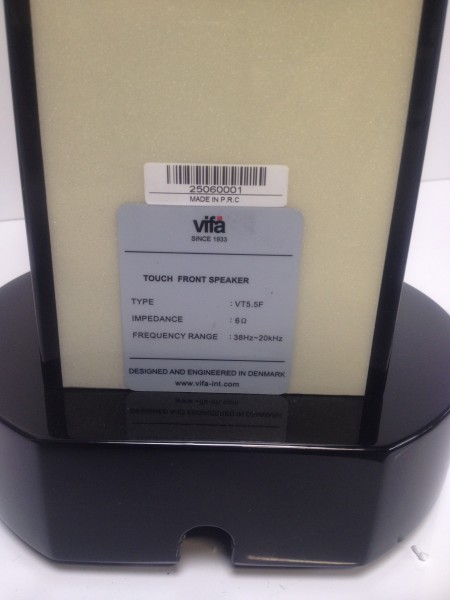 25060001
MADE IN P.R.C
vifa
SINCE 1933
TOUCH FRONT SPEAKER
TYPE : VT5.5F
IMPEDANCE : 6Ω
FREQUENCY RANGE : 38Hz~20kHz
DESIGNED AND ENGINEERED IN DENMARK
www.vifa-int.com